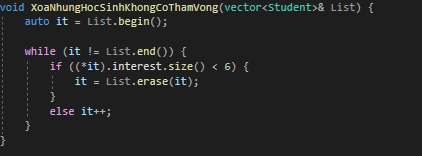 void XoaNhungHocSinhKhongCoThamVong(vector<Student>& List) {
    auto it = List.begin();
    while (it != List.end()) {
        if ((*it).interest.size() < 6) {
            it = List.erase(it);
        }
        else it++;
    }
}